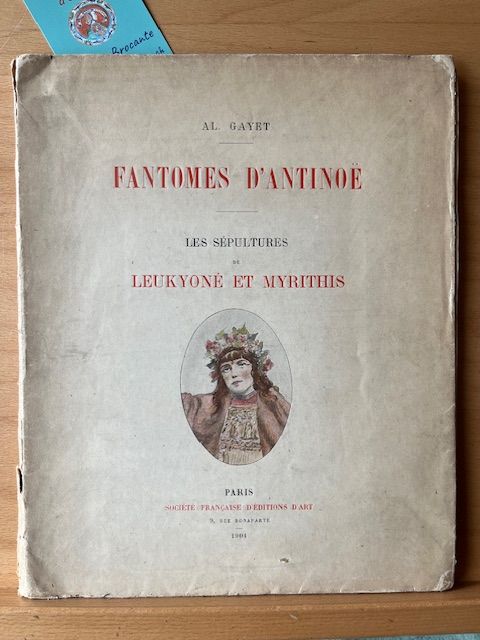 Brocante
AL. GAYET
FANTOMES D'ANTINOË
LES SÉPULTURES
DE
LEUKYONÉ ET MYRITHIS
PARIS
SOCIÉTÉ FRANÇAISE D'ÉDITIONS D'ART
9, RUE BONAPARTE
1904